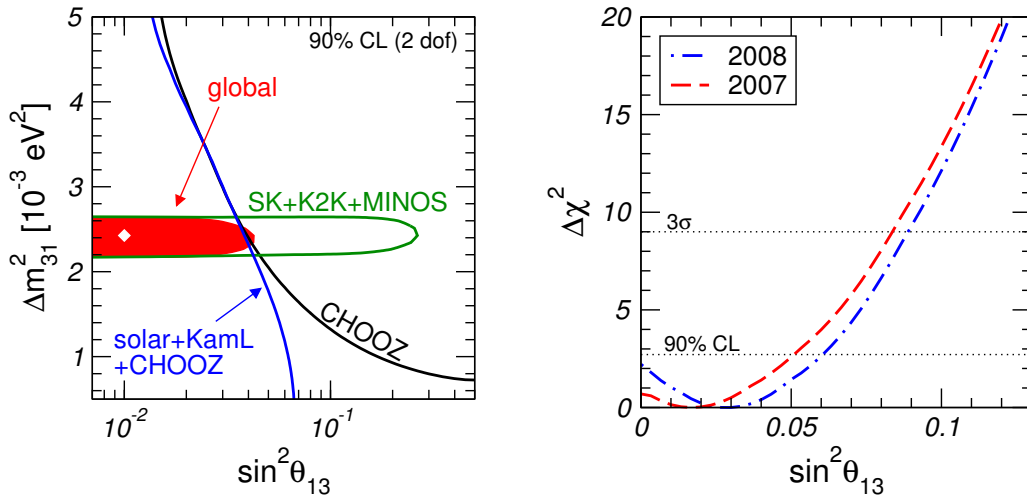 90% CL (2 dof)
global
SK+K2K+MINOS
CHOOZ
solar+KamL
+CHOOZ
5
4
3
2
1
Δm²₃₁ [10⁻³ eV²]
10⁻²
10⁻¹
sin²θ₁₃
2008
2007
3σ
90% CL
20
15
10
5
0
Δχ²
0
0.05
0.1
sin²θ₁₃